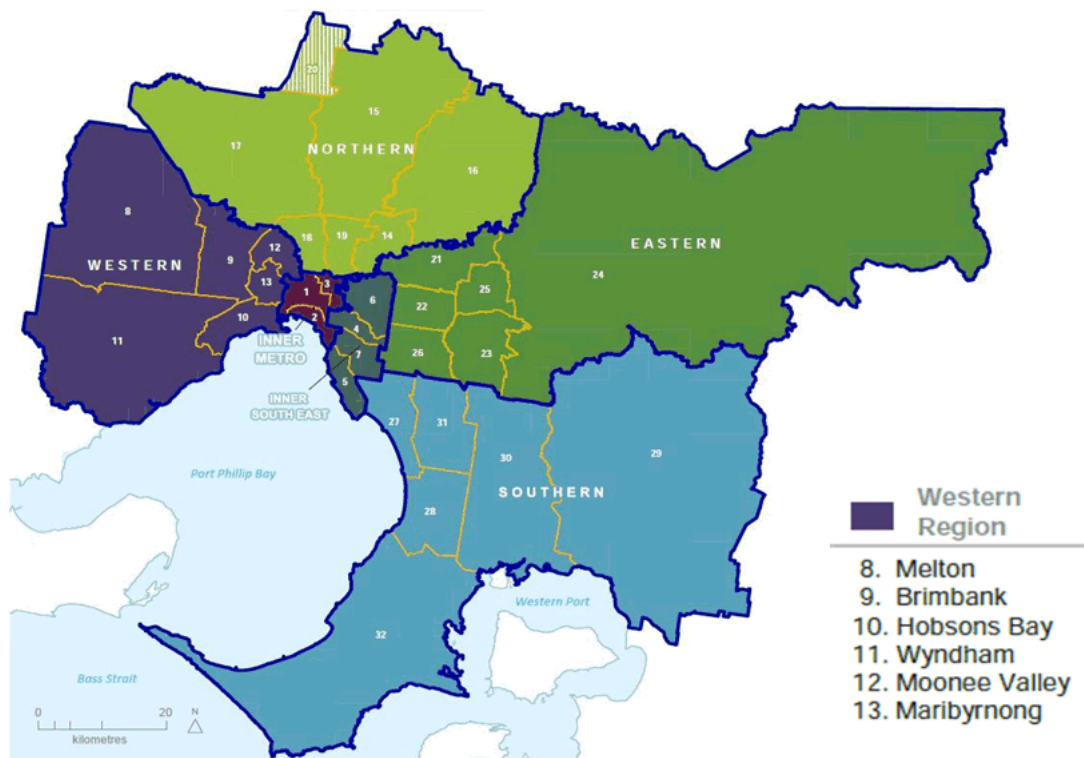 20
15
17
NORTHERN
16
8
18
19
14
12
9
WESTERN
21
EASTERN
13
24
25
1
3
6
22
10
2
4
11
INNER
METRO
26
23
7
5
INNER
SOUTH EAST
27
31
30
29
Port Phillip Bay
SOUTHERN
28
Western Port
32
Bass Strait
0 20 N
kilometres
Western
Region
8. Melton
9. Brimbank
10. Hobsons Bay
11. Wyndham
12. Moonee Valley
13. Maribyrnong